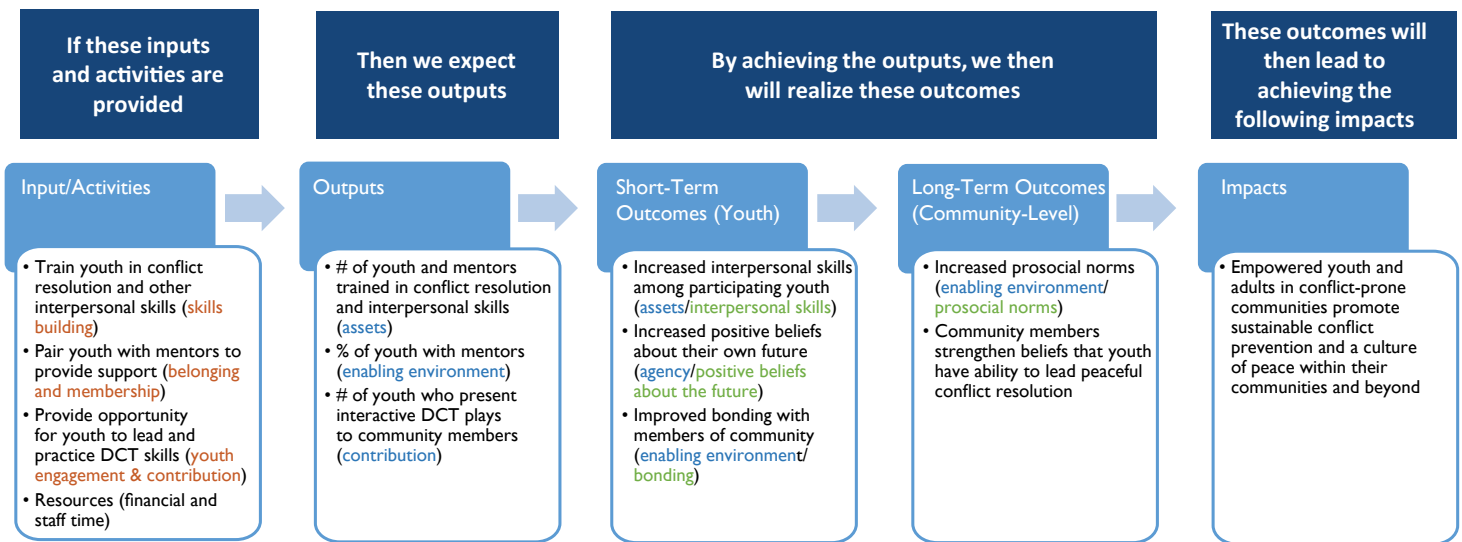 If these inputs
and activities are
provided
Then we expect
these outputs
By achieving the outputs, we then
will realize these outcomes
These outcomes will
then lead to
achieving the
following impacts
Input/Activities
• Train youth in conflict
resolution and other
interpersonal skills (skills
building)
• Pair youth with mentors to
provide support (belonging
and membership)
• Provide opportunity
for youth to lead and
practice DCT skills (youth
engagement & contribution)
• Resources (financial and
staff time)
Outputs
• # of youth and mentors
trained in conflict resolution
and interpersonal skills
(assets)
• % of youth with mentors
(enabling environment)
• # of youth who present
interactive DCT plays
to community members
(contribution)
Short-Term
Outcomes (Youth)
• Increased interpersonal skills
among participating youth
(assets/interpersonal skills)
• Increased positive beliefs
about their own future
(agency/positive beliefs
about the future)
• Improved bonding with
members of community
(enabling environment/
bonding)
Long-Term Outcomes
(Community-Level)
• Increased prosocial norms
(enabling environment/
prosocial norms)
• Community members
strengthen beliefs that youth
have ability to lead peaceful
conflict resolution
Impacts
• Empowered youth and
adults in conflict-prone
communities promote
sustainable conflict
prevention and a culture
of peace within their
communities and beyond